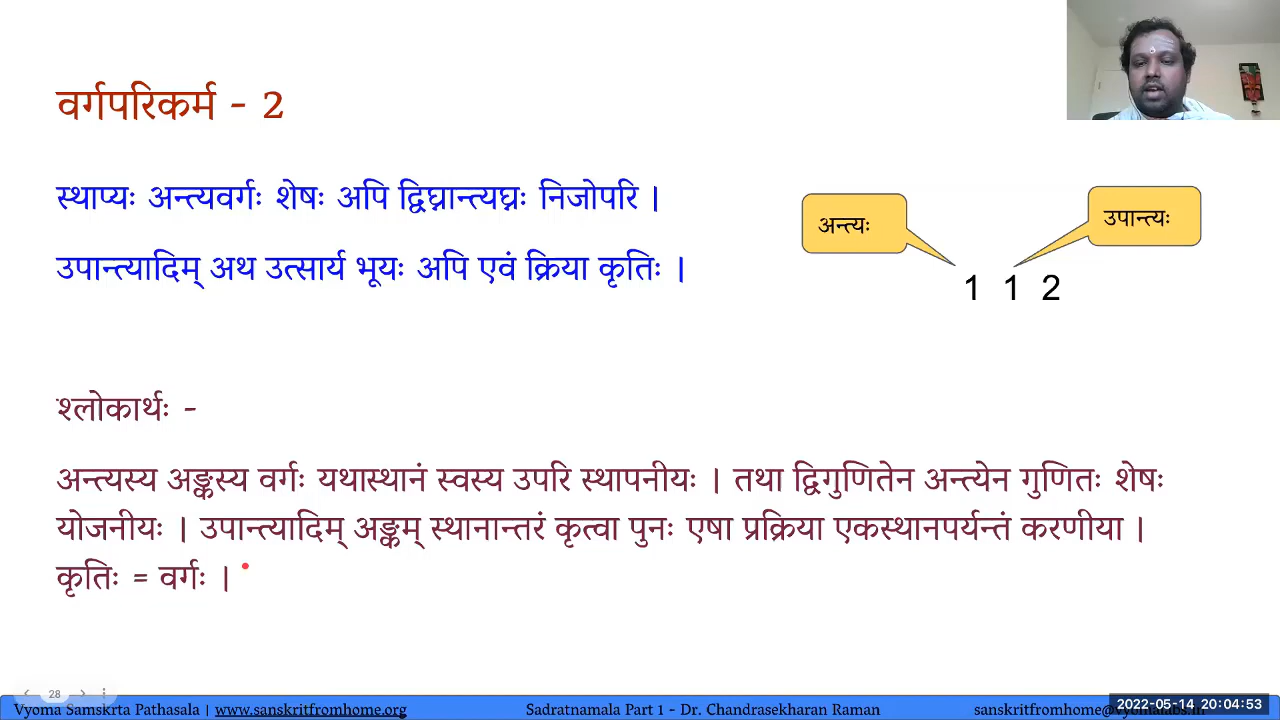 वर्गपरिकर्म - 2
स्थाप्यः अन्त्यवर्गः शेषः अपि द्विघ्नान्त्यघ्नः निजोपरि ।
उपान्त्यादिम् अथ उत्सार्य भूयः अपि एवं क्रिया कृतिः ।
अन्त्यः
उपान्त्यः
1 1 2
श्लोकार्थः -
अन्त्यस्य अङ्कस्य वर्गः यथास्थानं स्वस्य उपरि स्थापनीयः । तथा द्विगुणितेन अन्त्येन गुणितः शेषः
योजनीयः । उपान्त्यादिम् अङ्कम् स्थानान्तरं कृत्वा पुनः एषा प्रक्रिया एकस्थानपर्यन्तं करणीया ।
कृतिः = वर्गः ।
28
Vyoma Samskrta Pathasala | www.sanskritfromhome.org Sadratnamala Part 1 - Dr. Chandrasekharan Raman
2022-05-14 20:04:53